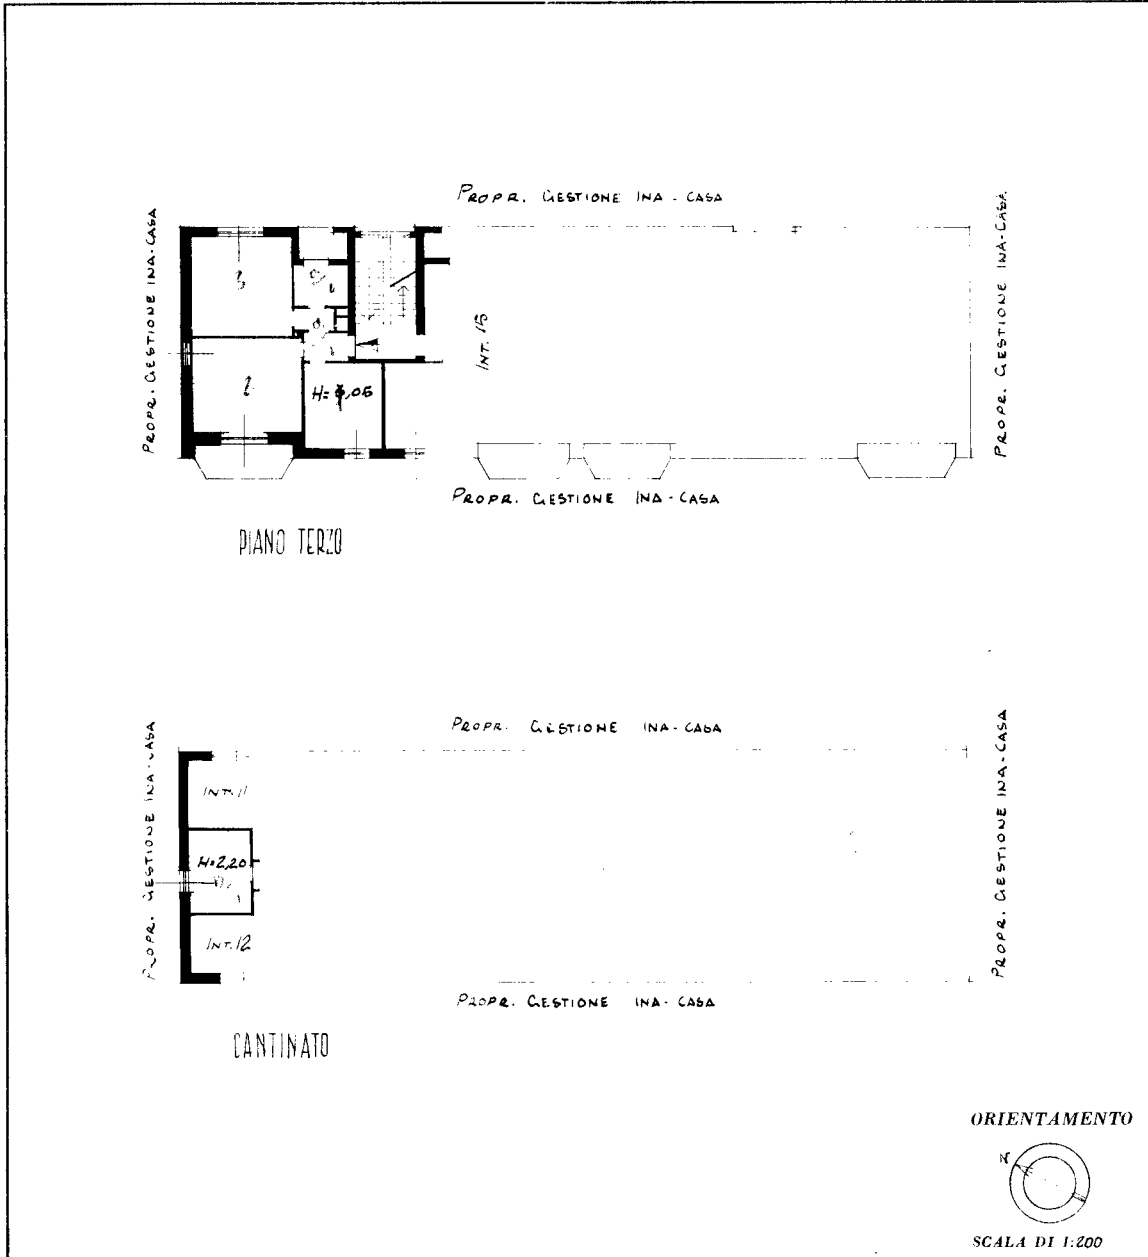 PROPR. GESTIONE INA-CASA
PROPR. GESTIONE INA-CASA
PROPR. GESTIONE INA-CASA
3
2
H=3,05
INT. 15
PROPR. GESTIONE INA-CASA
PIANO TERZO
PROPR. GESTIONE INA-CASA
PROPR. GESTIONE INA-CASA
PROPR. GESTIONE INA-CASA
INT. 11
H=2,20
INT. 12
PROPR. GESTIONE INA-CASA
CANTINATO
ORIENTAMENTO
N
SCALA DI 1:200